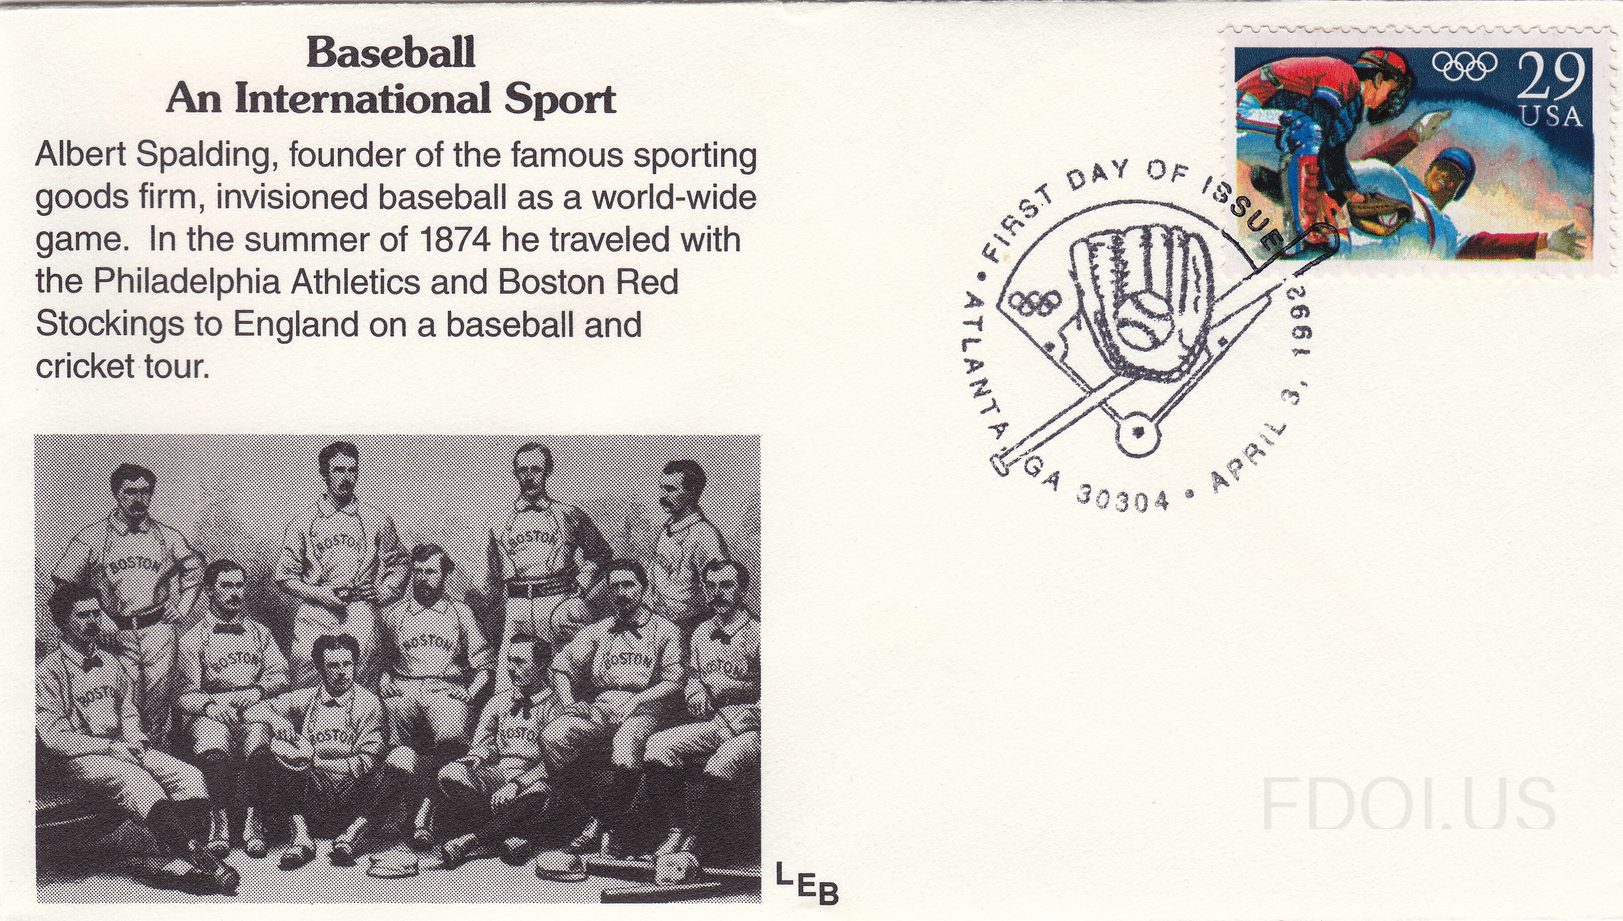 Baseball
An International Sport
Albert Spalding, founder of the famous sporting
goods firm, invisioned baseball as a world-wide
game. In the summer of 1874 he traveled with
the Philadelphia Athletics and Boston Red
Stockings to England on a baseball and
cricket tour.
29
USA
• FIRST DAY OF ISSUE
ATLANTA, GA 30304 • APRIL 3, 1992
BOSTON
BOSTON
BOSTON
BOSTON
BOSTON
BOSTON
BOSTON
BOSTON
BOSTON
BOSTON
BOSTON
LEB
FDOI.US